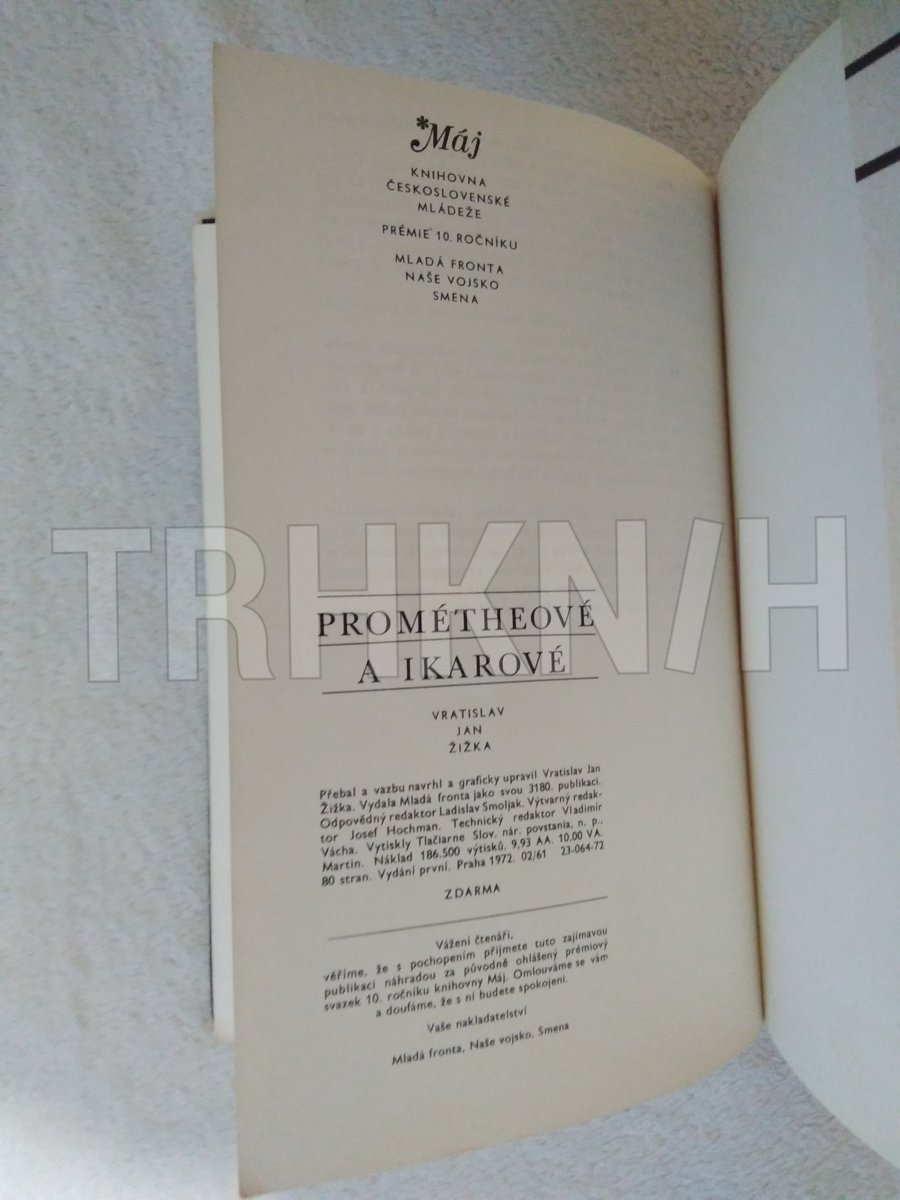 *Máj
KNIHOVNA
ČESKOSLOVENSKÉ
MLÁDEŽE
PRÉMIE 10. ROČNÍKU
MLADÁ FRONTA
NAŠE VOJSKO
SMENA
TRHKNIH
PROMÉTHEOVÉ
A IKAROVÉ
VRATISLAV
JAN
ŽIŽKA
Přebal a vazbu navrhl a graficky upravil Vratislav Jan
Žižka. Vydala Mladá fronta jako svou 3180. publikaci.
Odpovědný redaktor Ladislav Smoljak. Výtvarný redak-
tor Josef Hochman. Technický redaktor Vladimír
Vácha. Vytiskly Tlačiarne Slov. nár. povstania, n. p.,
Martin. Náklad 186.500 výtisků. 9,93 AA. 10,00 VA.
80 stran. Vydání první. Praha 1972. 02/61 23-064-72
ZDARMA
Vážení čtenáři,
věříme, že s pochopením přijmete tuto zajímavou
publikaci náhradou za původně ohlášený prémiový
svazek 10. ročníku knihovny Máj. Omlouváme se vám
a doufáme, že s ní budete spokojeni.
Vaše nakladatelství
Mladá fronta, Naše vojsko, Smena